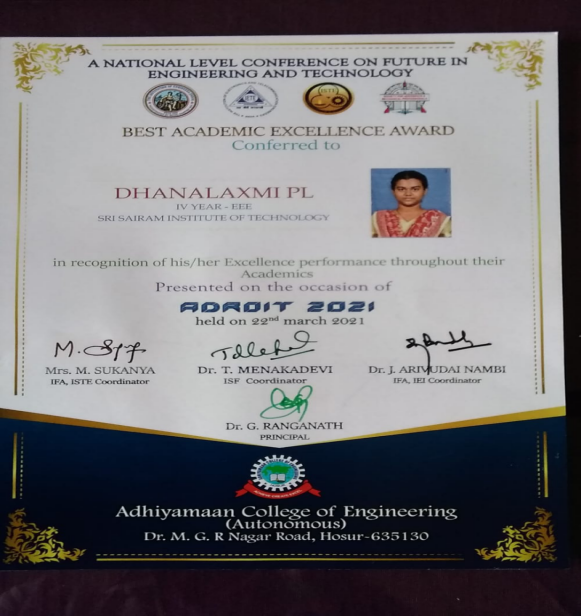 A NATIONAL LEVEL CONFERENCE ON FUTURE IN
ENGINEERING AND TECHNOLOGY
BEST ACADEMIC EXCELLENCE AWARD
Conferred to
DHANALAXMI PL
IV YEAR - EEE
SRI SAIRAM INSTITUTE OF TECHNOLOGY
in recognition of his/her Excellence performance throughout their
Academics
Presented on the occasion of
ADROIT 2021
held on 22nd march 2021
Mrs. M. SUKANYA
IFA, ISTE Coordinator
Dr. T. MENAKADEVI
ISF Coordinator
Dr. J. ARIVUDAI NAMBI
IFA, IEI Coordinator
Dr. G. RANGANATH
PRINCIPAL
Adhiyamaan College of Engineering
(Autonomous)
Dr. M. G. R Nagar Road, Hosur-635130